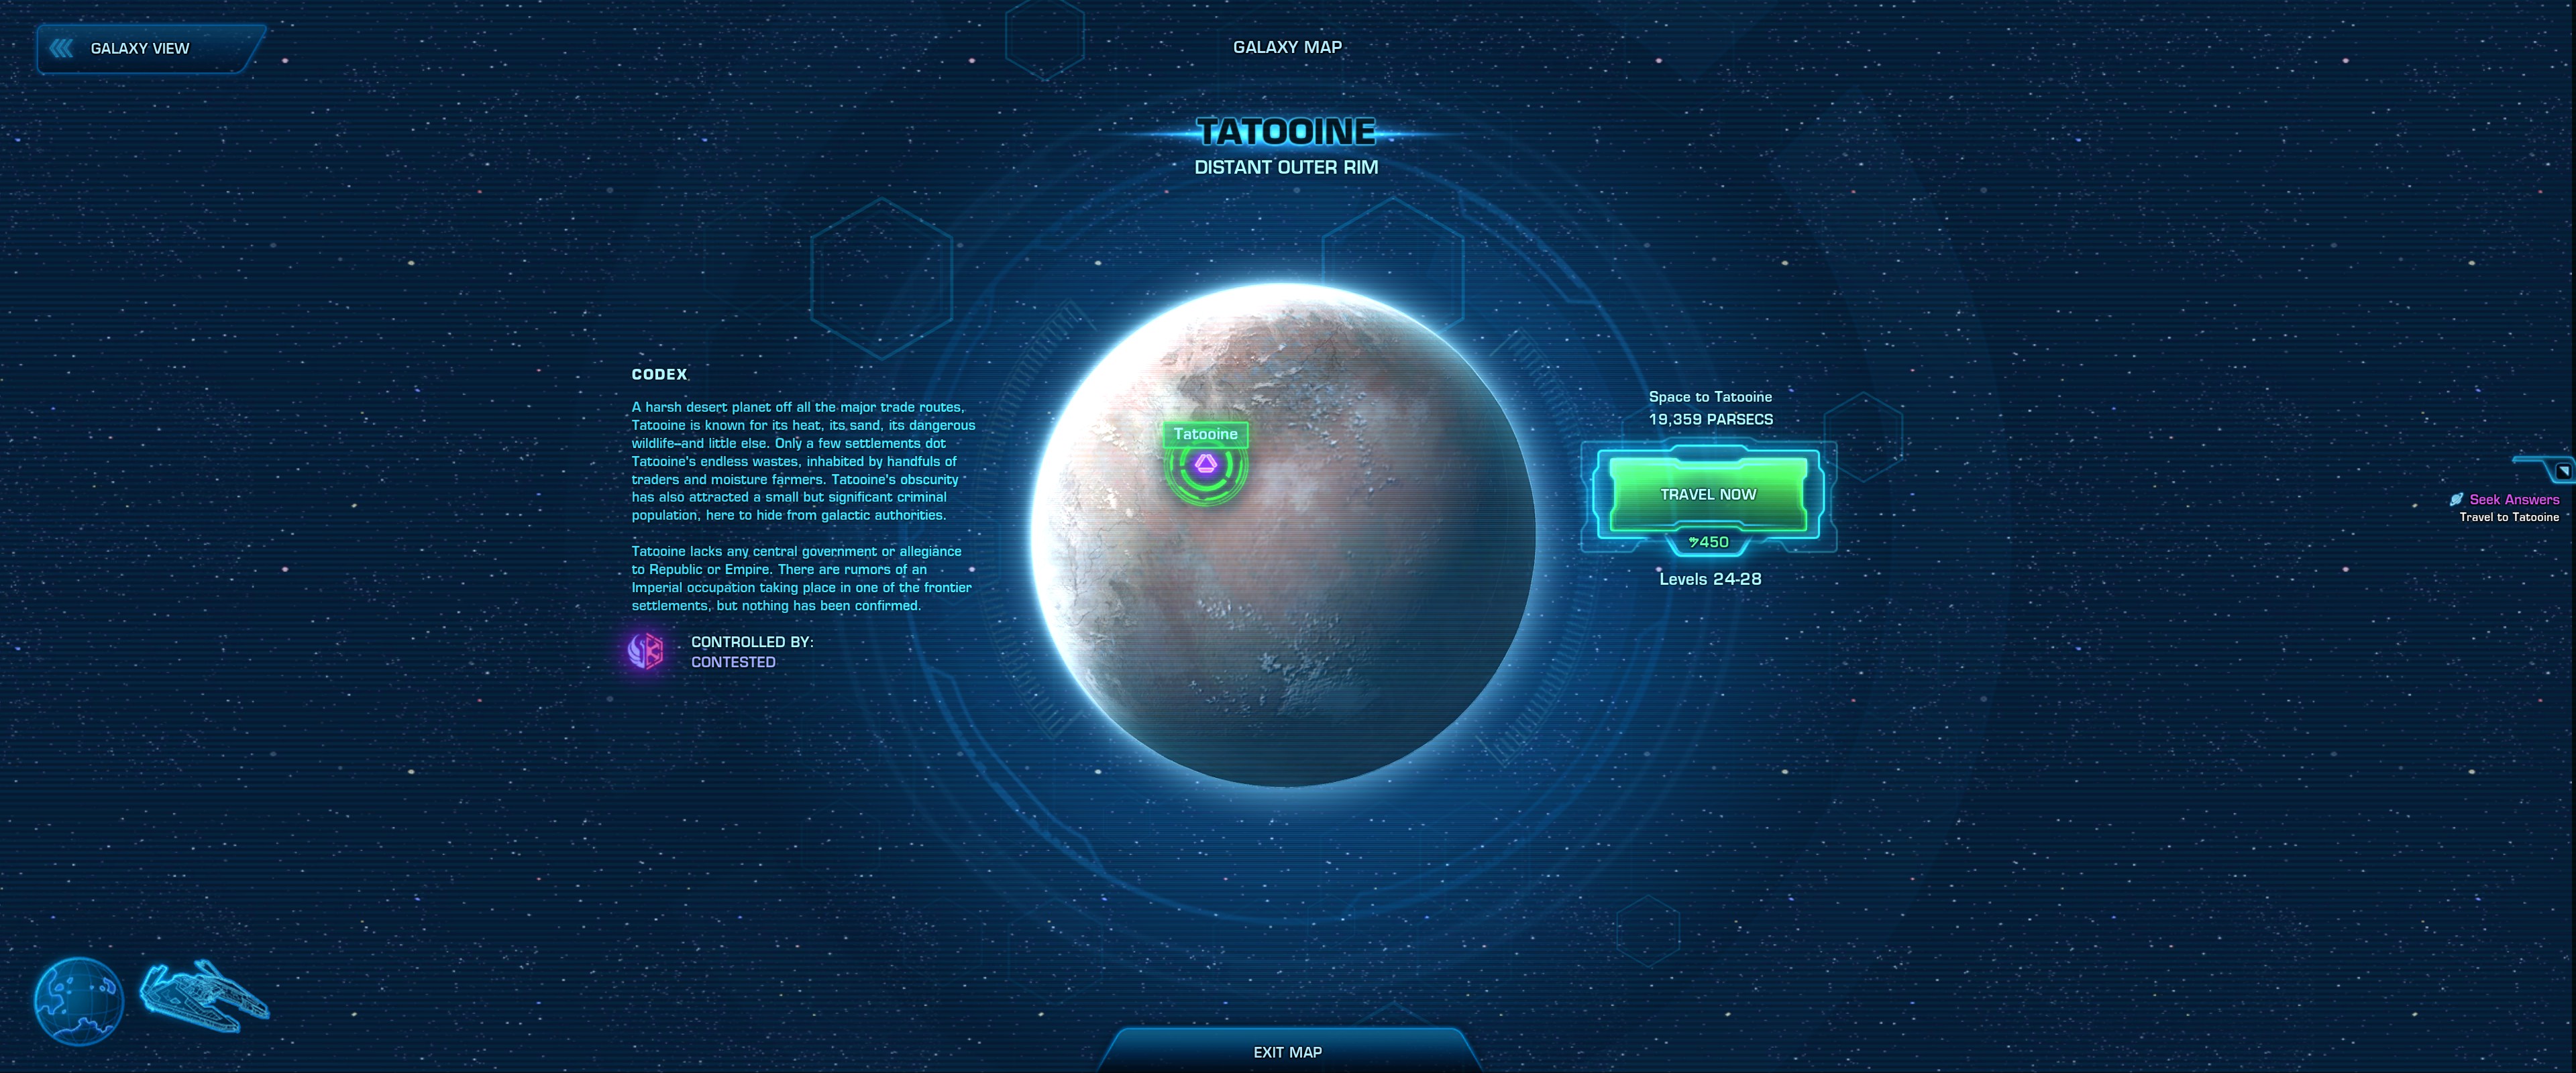 GALAXY VIEW
GALAXY MAP
TATOOINE
DISTANT OUTER RIM
CODEX
A harsh desert planet off all the major trade routes,
Tatooine is known for its heat, its sand, its dangerous
wildlife—and little else. Only a few settlements dot
Tatooine's endless wastes, inhabited by handfuls of
traders and moisture farmers. Tatooine's obscurity
has also attracted a small but significant criminal
population, here to hide from galactic authorities.
Tatooine lacks any central government or allegiance
to Republic or Empire. There are rumors of an
Imperial occupation taking place in one of the frontier
settlements, but nothing has been confirmed.
CONTROLLED BY:
CONTESTED
Tatooine
Space to Tatooine
19,359 PARSECS
TRAVEL NOW
450
Levels 24-28
Seek Answers
Travel to Tatooine
EXIT MAP